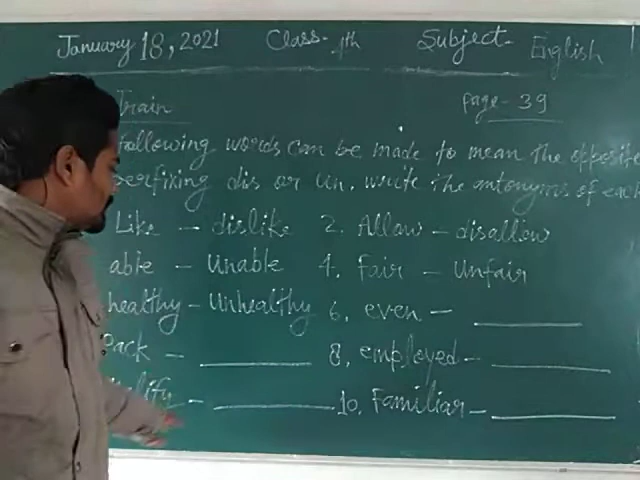 January 18, 2021 Class- 4th Subject- English
Train Page - 39
Following words can be made to mean the opposite
perfixing dis or un. write the antonyms of each
Like - dislike 2. Allow - disallow
able - Unable 4. Fair - Unfair
healthy - Unhealthy 6. even -
Pack - 8. employed -
- 10. Familiar -